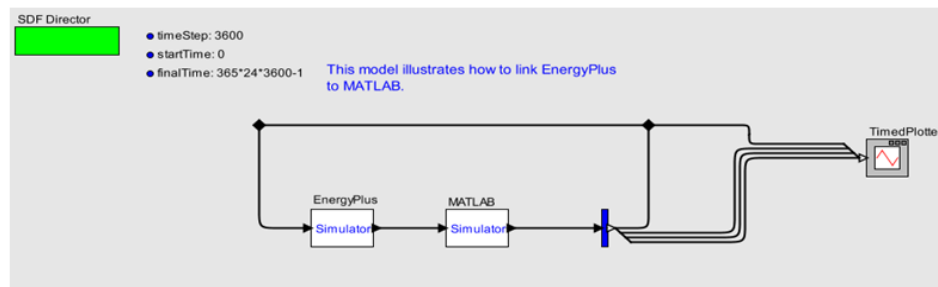 SDF Director
timeStep: 3600
startTime: 0
finalTime: 365*24*3600-1
This model illustrates how to link EnergyPlus
to MATLAB.
TimedPlotte
EnergyPlus
MATLAB
Simulator
Simulator